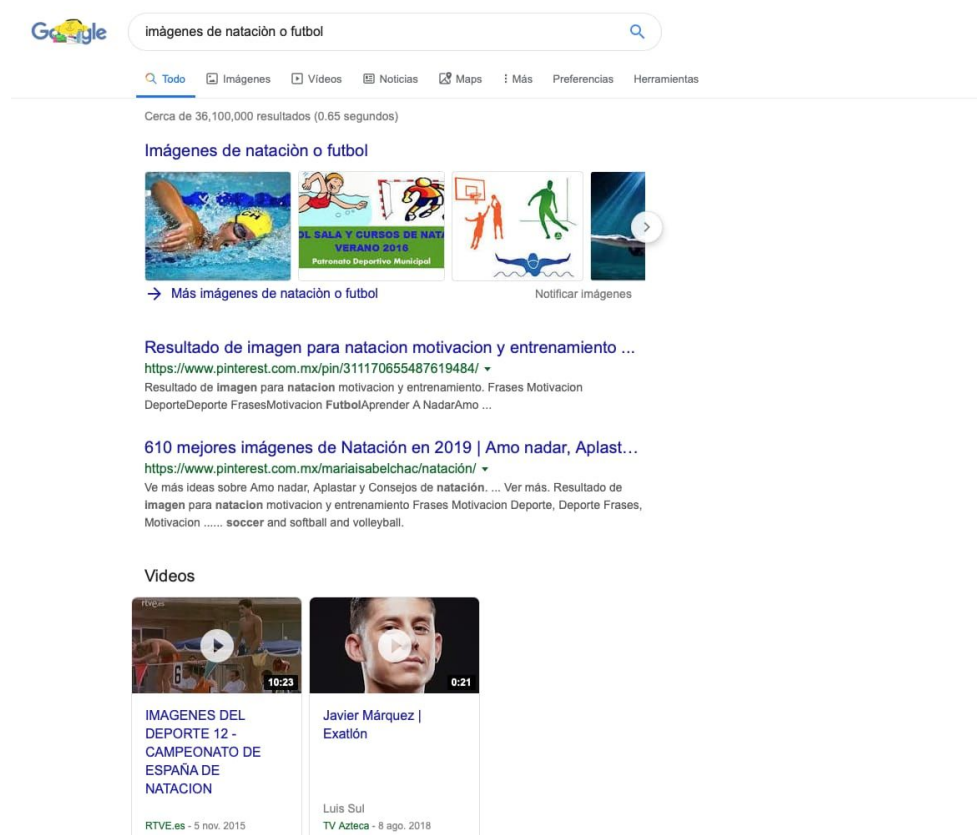 Google
imàgenes de nataciòn o futbol
Todo Imágenes Vídeos Noticias Maps Más Preferencias Herramientas
Cerca de 36,100,000 resultados (0.65 segundos)
Imágenes de nataciòn o futbol
OL SALA Y CURSOS DE NATA
VERANO 2016
Patronato Deportivo Municipal
Más imágenes de nataciòn o futbol
Notificar imágenes
Resultado de imagen para natacion motivacion y entrenamiento ...
https://www.pinterest.com.mx/pin/311170655487619484/
Resultado de imagen para natacion motivacion y entrenamiento. Frases Motivacion
DeporteDeporte FrasesMotivacion FutbolAprender A NadarAmo ...
610 mejores imágenes de Natación en 2019 | Amo nadar, Aplast...
https://www.pinterest.com.mx/mariaisabelchac/natación/
Ve más ideas sobre Amo nadar, Aplastar y Consejos de natación. ... Ver más. Resultado de
imagen para natacion motivacion y entrenamiento Frases Motivacion Deporte, Deporte Frases,
Motivacion ...... soccer and softball and volleyball.
Videos
rtve.es
6
10:23
IMAGENES DEL
DEPORTE 12 -
CAMPEONATO DE
ESPAÑA DE
NATACION
RTVE.es - 5 nov. 2015
0:21
Javier Márquez |
Exatlón
Luis Sul
TV Azteca - 8 ago. 2018